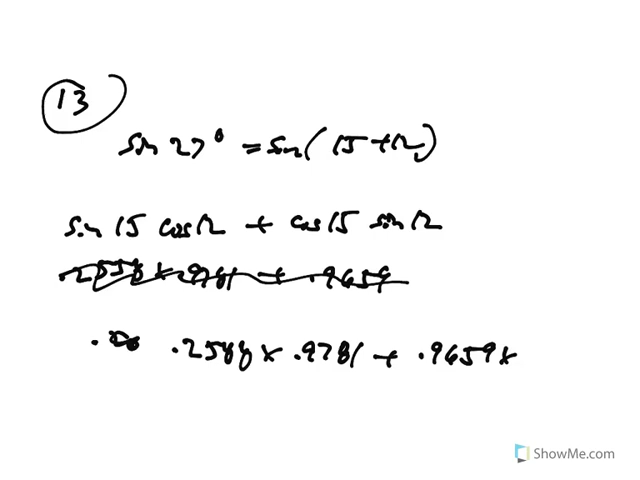 13
sin 27° = sin( 15 + 12 )
sin 15 cos 12 + cos 15 sin 12
.2558 x .9781 + .9659
.2588 x .9781 + .9659 x
ShowMe.com